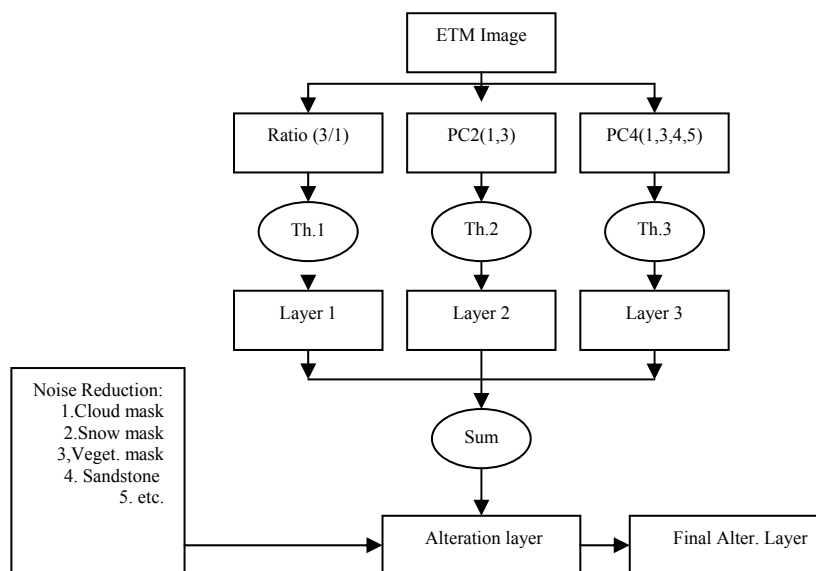 ETM Image
Ratio (3/1)
PC2(1,3)
PC4(1,3,4,5)
Th.1
Th.2
Th.3
Layer 1
Layer 2
Layer 3
Noise Reduction:
1.Cloud mask
2.Snow mask
3,Veget. mask
4. Sandstone
5. etc.
Sum
Alteration layer
Final Alter. Layer